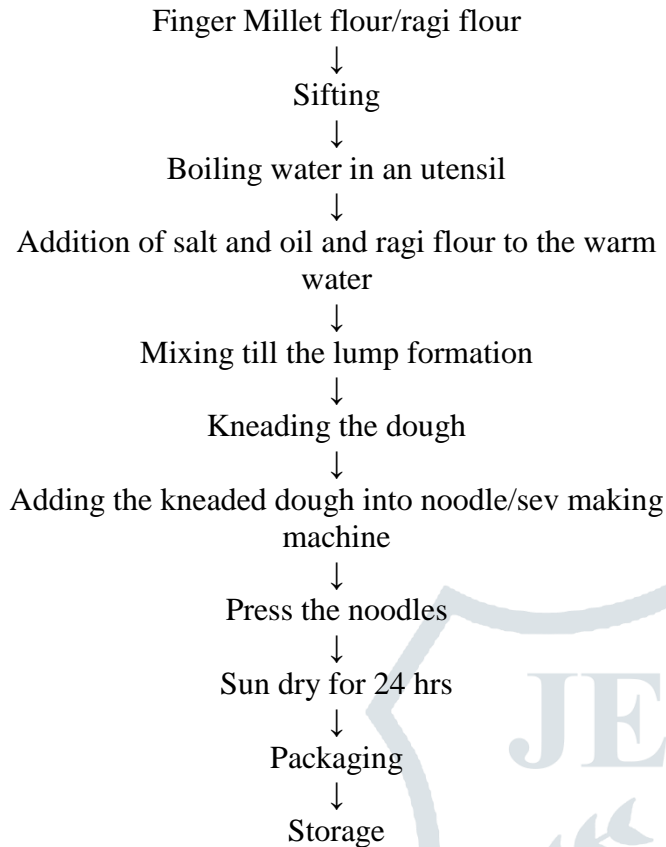 Finger Millet flour/ragi flour
↓
Sifting
↓
Boiling water in an utensil
↓
Addition of salt and oil and ragi flour to the warm
water
↓
Mixing till the lump formation
↓
Kneading the dough
↓
Adding the kneaded dough into noodle/sev making
machine
↓
Press the noodles
↓
Sun dry for 24 hrs
↓
Packaging
↓
Storage
JE